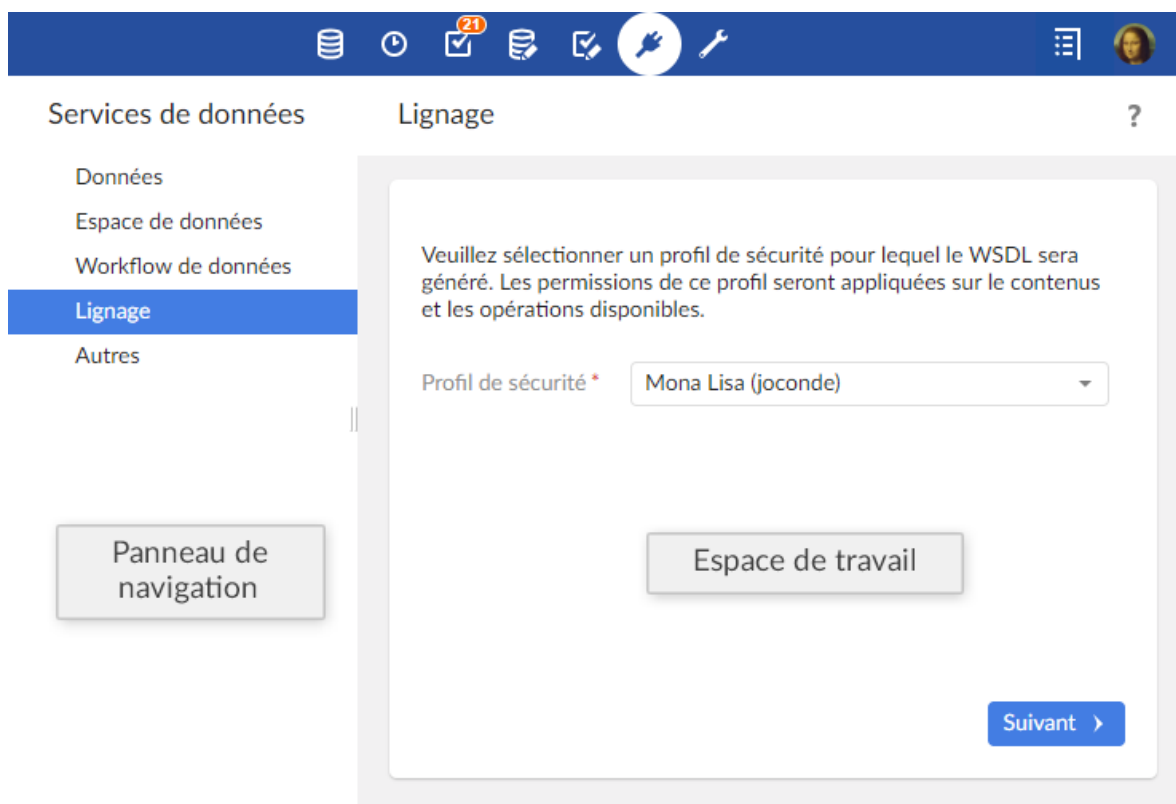 21
Services de données
Lignage
?
Données
Espace de données
Workflow de données
Lignage
Autres
Veuillez sélectionner un profil de sécurité pour lequel le WSDL sera
généré. Les permissions de ce profil seront appliquées sur le contenus
et les opérations disponibles.
Profil de sécurité *
Mona Lisa (joconde)
Panneau de
navigation
Espace de travail
Suivant